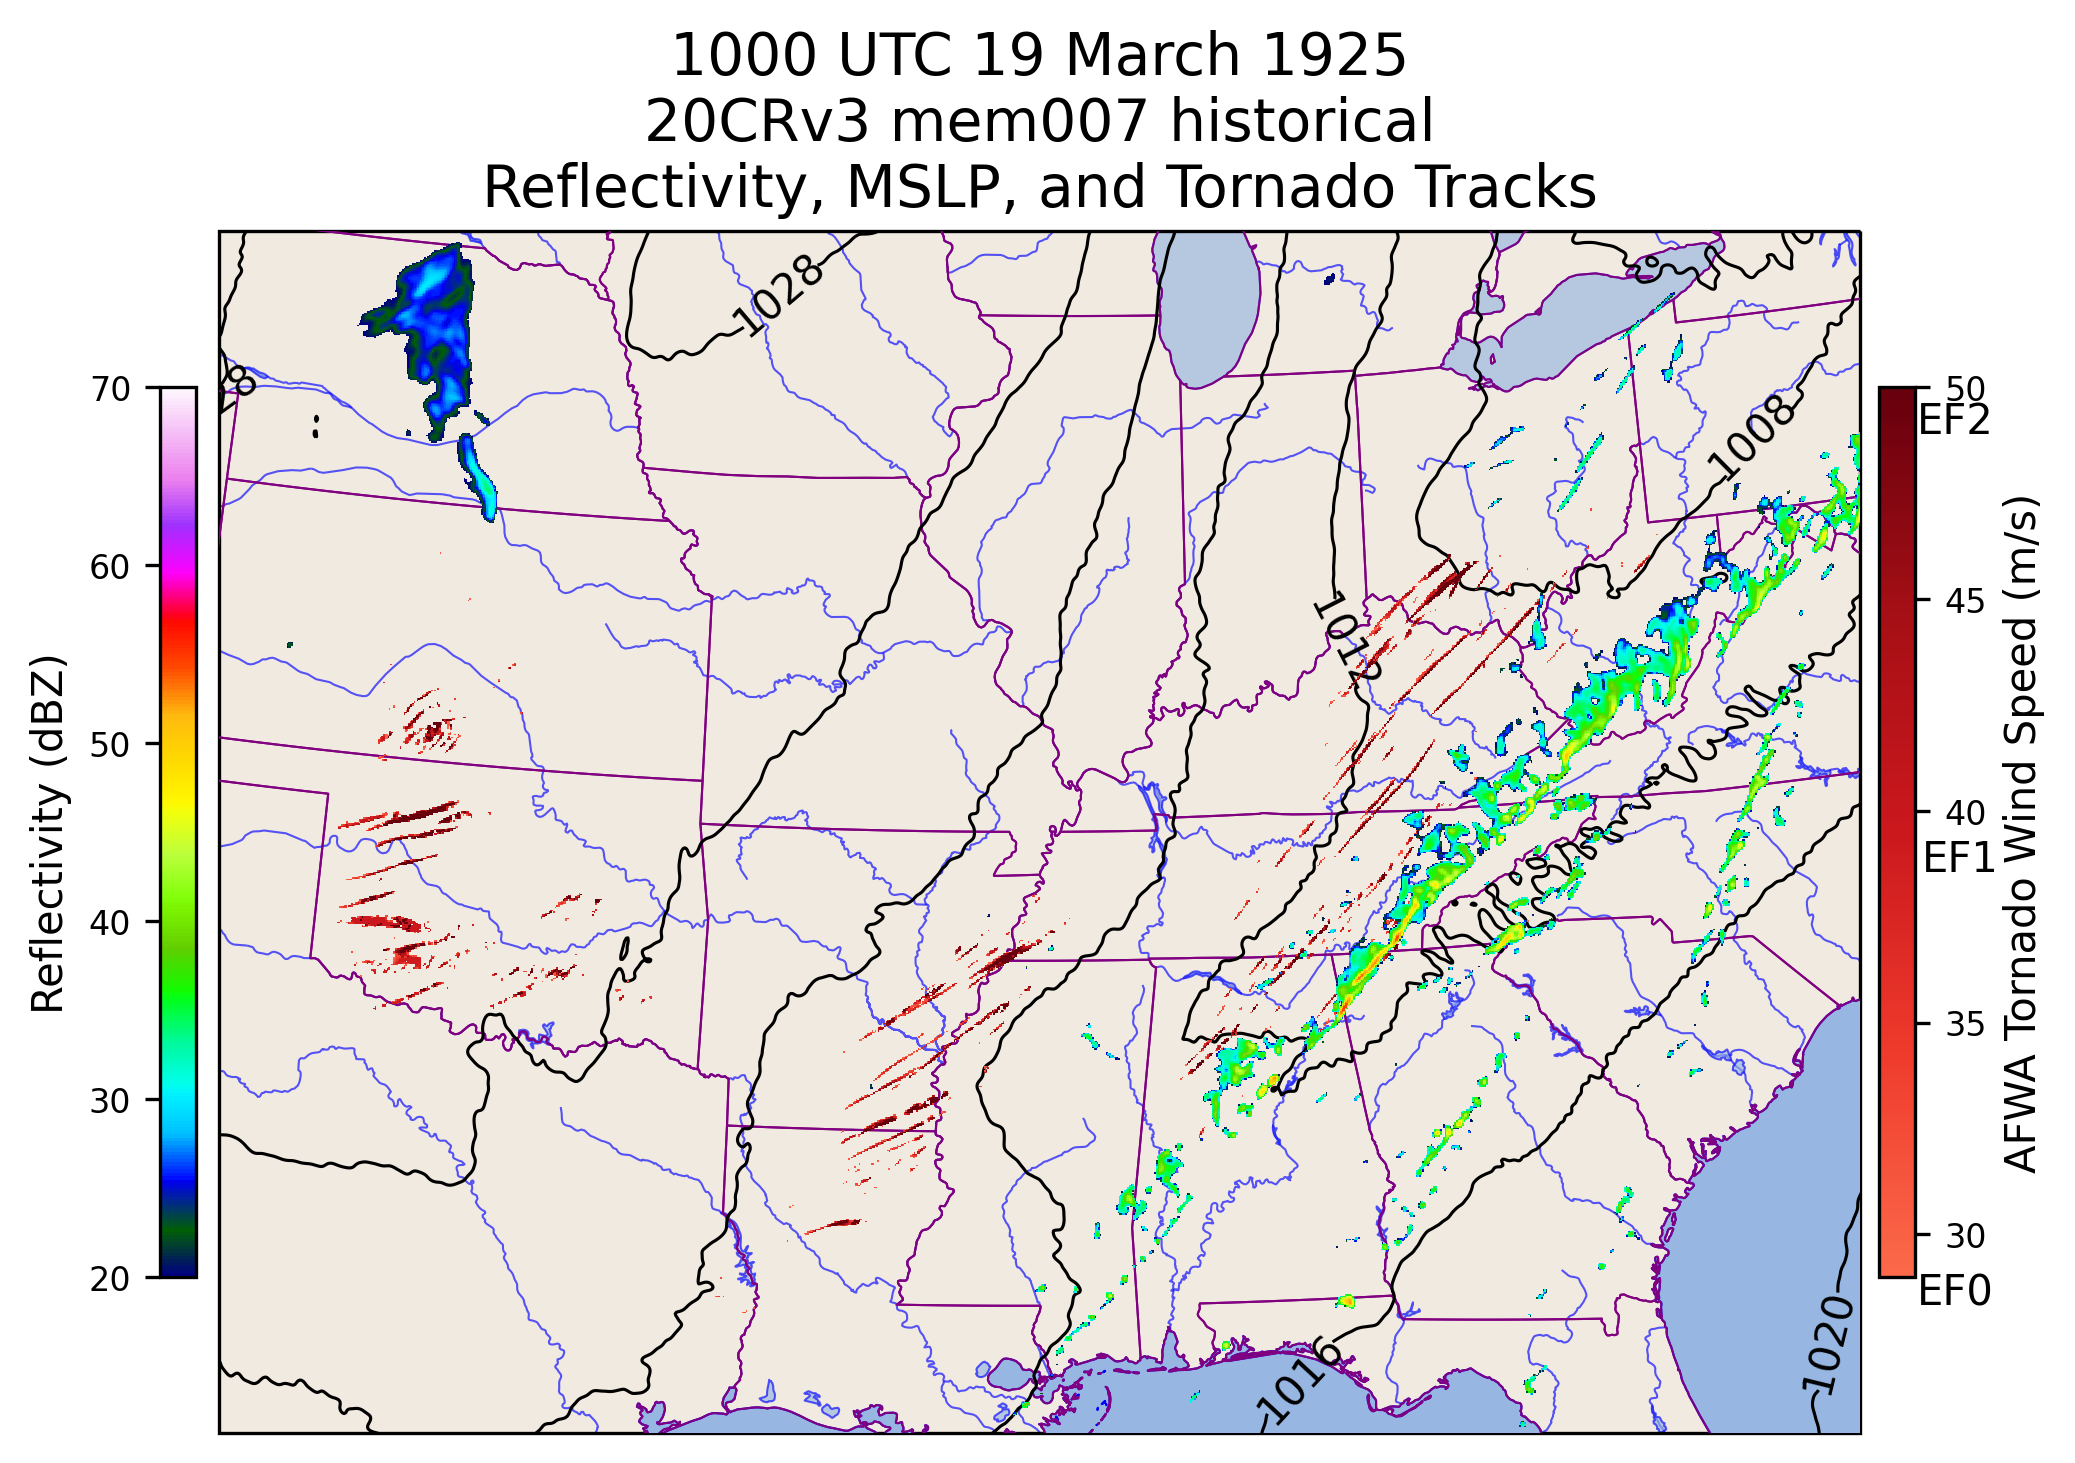 1000 UTC 19 March 1925
20CRv3 mem007 historical
Reflectivity, MSLP, and Tornado Tracks
Reflectivity (dBZ)
70
60
50
40
30
20
1028
1008
1012
1016
1020
50
EF2
45
40
EF1
35
30
EF0
AFWA Tornado Wind Speed (m/s)